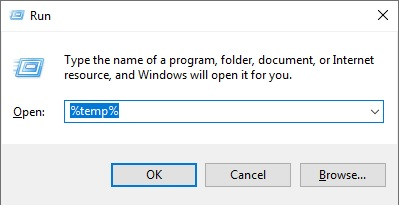 Run
Type the name of a program, folder, document, or Internet
resource, and Windows will open it for you.
Open: %temp%
OK Cancel Browse...